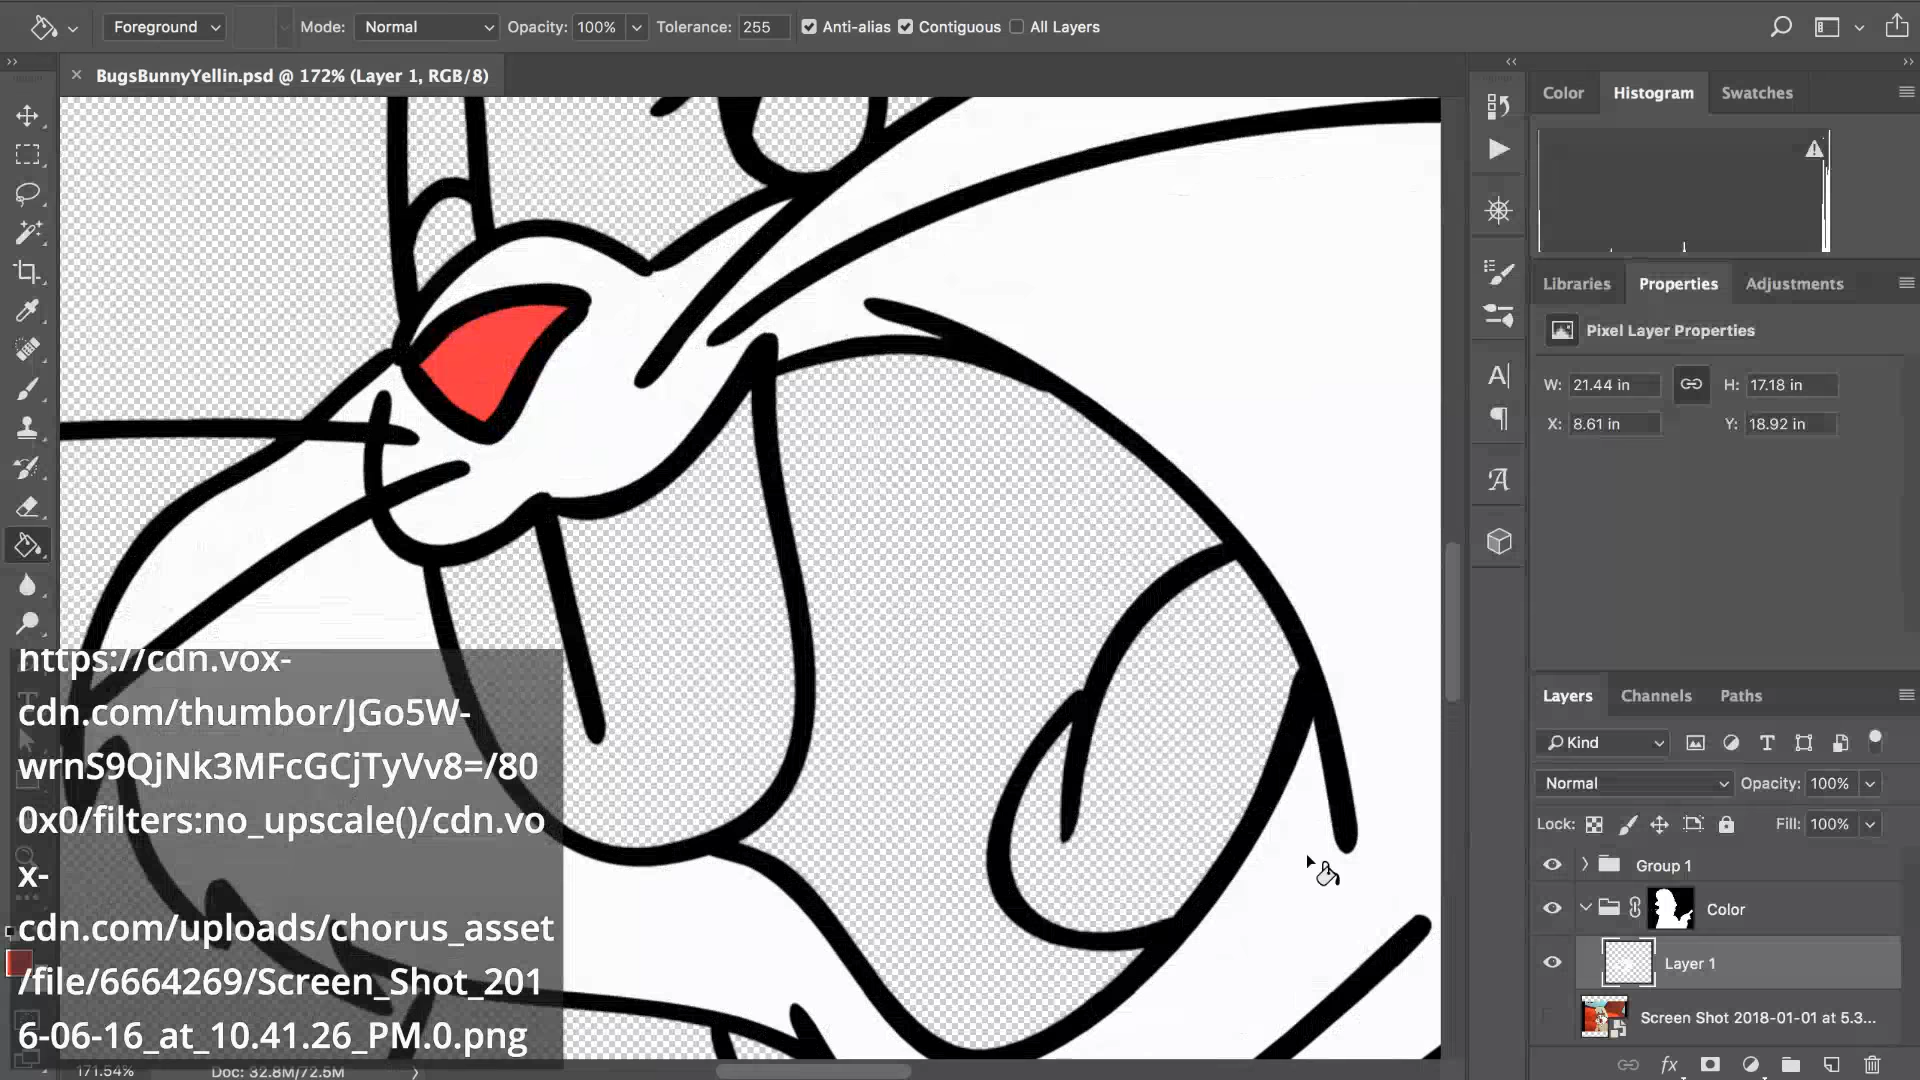 Foreground Mode: Normal Opacity: 100% Tolerance: 255 Anti-alias Contiguous All Layers
BugsBunnyYellin.psd @ 172% (Layer 1, RGB/8)
Color Histogram Swatches
Libraries Properties Adjustments
Pixel Layer Properties
W: 21.44 in H: 17.18 in
X: 8.61 in Y: 18.92 in
https://cdn.vox-
cdn.com/thumbor/JGo5W-
wrnS9QjNk3MFcGCjTyVv8=/80
0x0/filters:no_upscale()/cdn.vo
x-
cdn.com/uploads/chorus_asset
/file/6664269/Screen_Shot_201
6-06-16_at_10.41.26_PM.0.png
Layers Channels Paths
Kind
Normal Opacity: 100%
Lock: Fill: 100%
Group 1
Color
Layer 1
Screen Shot 2018-01-01 at 5.3...
171.54% Doc: 32.8M/72.5M